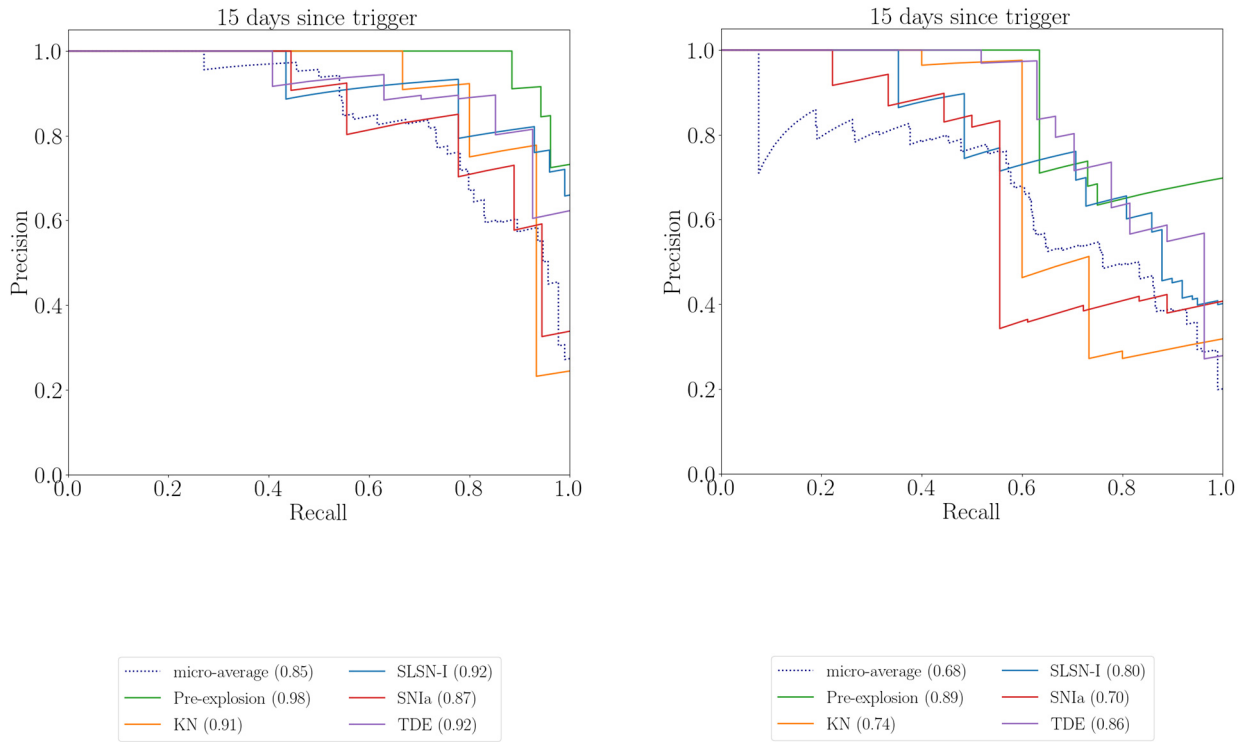 15 days since trigger
1.0
0.8
0.6
0.4
0.2
0.0
Precision
0.0 0.2 0.4 0.6 0.8 1.0
Recall
micro-average (0.85)
Pre-explosion (0.98)
KN (0.91)
SLSN-I (0.92)
SNIa (0.87)
TDE (0.92)
15 days since trigger
1.0
0.8
0.6
0.4
0.2
0.0
Precision
0.0 0.2 0.4 0.6 0.8 1.0
Recall
micro-average (0.68)
Pre-explosion (0.89)
KN (0.74)
SLSN-I (0.80)
SNIa (0.70)
TDE (0.86)